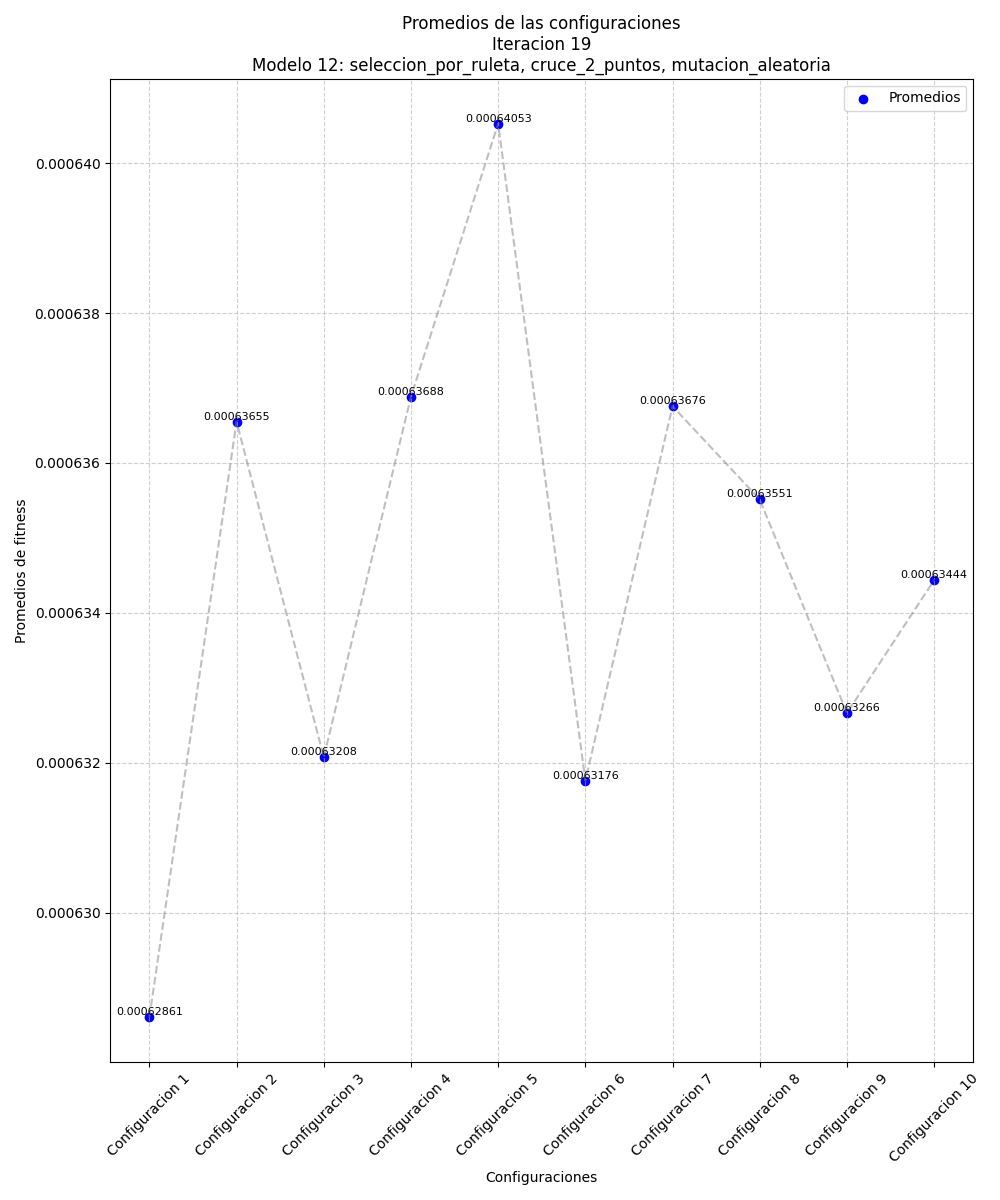 Promedios de las configuraciones
Iteracion 19
Modelo 12: seleccion_por_ruleta, cruce_2_puntos, mutacion_aleatoria
Promedios
0.00064053
0.000640
0.000638
0.00063688
0.00063676
0.00063655
0.000636
0.00063551
0.00063444
0.000634
0.00063266
0.00063208
0.000632
0.00063176
0.000630
0.00062861
Promedios de fitness
Configuracion 1
Configuracion 2
Configuracion 3
Configuracion 4
Configuracion 5
Configuracion 6
Configuracion 7
Configuracion 8
Configuracion 9
Configuracion 10
Configuraciones